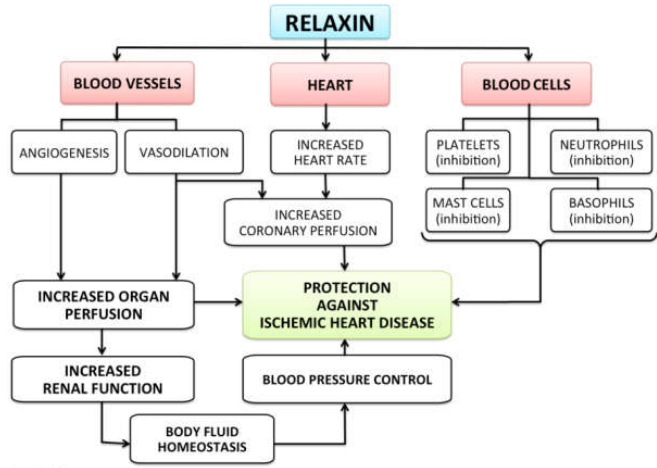 RELAXIN
BLOOD VESSELS
HEART
BLOOD CELLS
ANGIOGENESIS
VASODILATION
INCREASED
HEART RATE
PLATELETS
(inhibition)
NEUTROPHILS
(inhibition)
MAST CELLS
(inhibition)
BASOPHILS
(inhibition)
INCREASED
CORONARY PERFUSION
INCREASED ORGAN
PERFUSION
PROTECTION
AGAINST
ISCHEMIC HEART DISEASE
INCREASED
RENAL FUNCTION
BLOOD PRESSURE CONTROL
BODY FLUID
HOMEOSTASIS